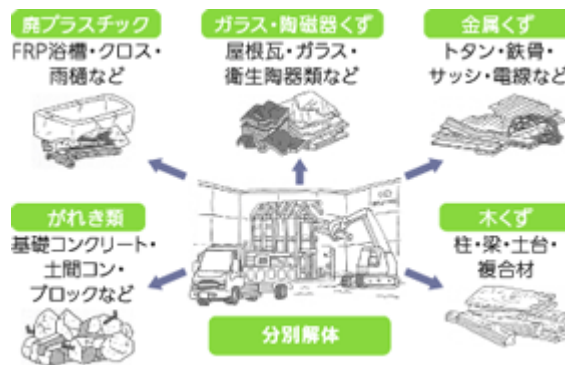 廃プラスチック
FRP浴槽・クロス・
雨樋など
ガラス・陶磁器くず
屋根瓦・ガラス・
衛生陶器類など
金属くず
トタン・鉄骨・
サッシ・電線など
がれき類
基礎コンクリート・
土間コン・
ブロックなど
木くず
柱・梁・土台・
複合材
分別解体